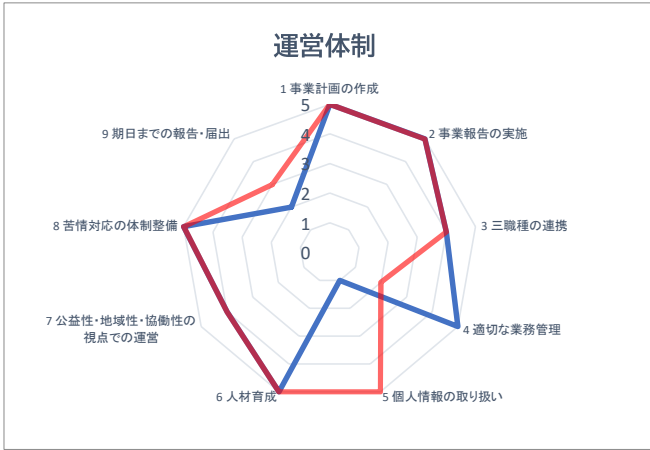 運営体制
1 事業計画の作成
2 事業報告の実施
3 三職種の連携
4 適切な業務管理
5 個人情報の取り扱い
6 人材育成
7 公益性・地域性・協働性の
視点での運営
8 苦情対応の体制整備
9 期日までの報告・届出
5
4
3
2
1
0